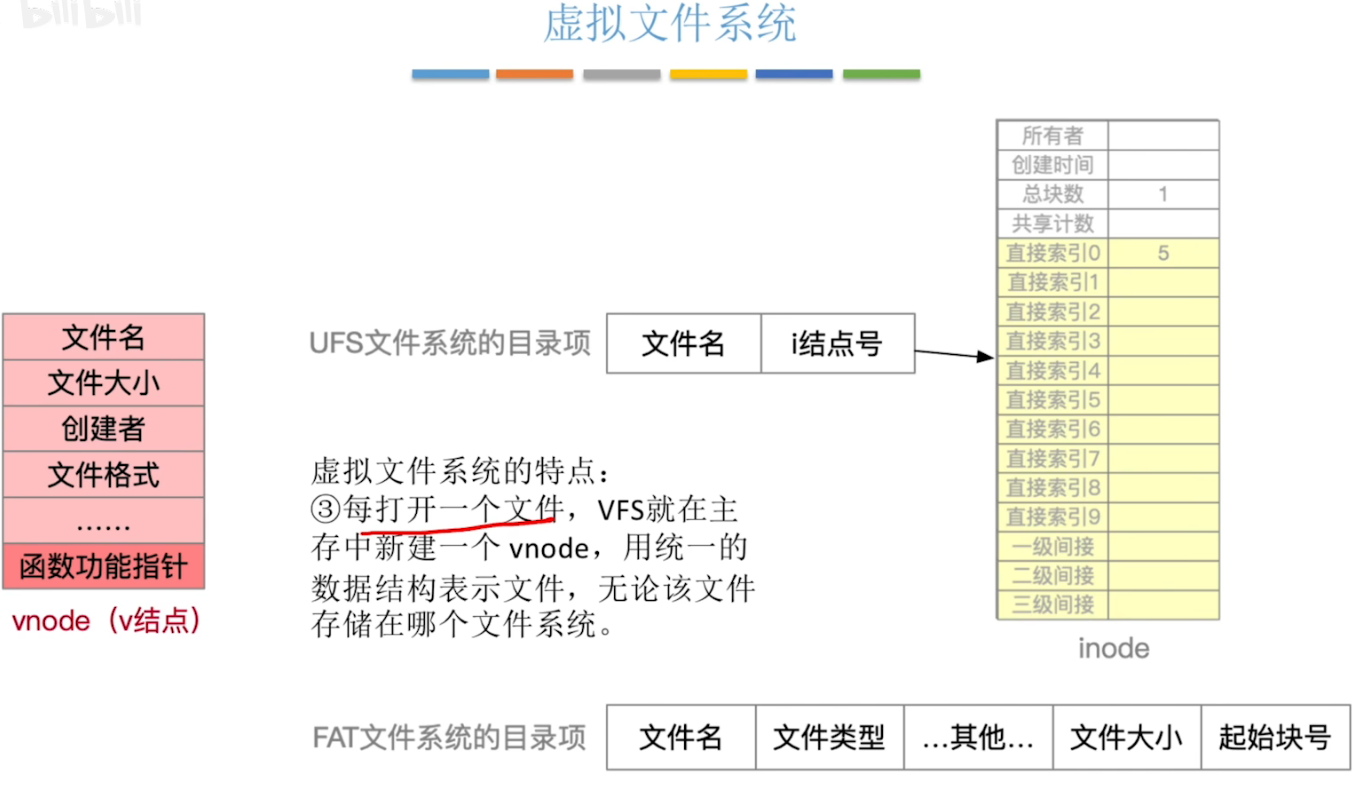 bilibili
虚拟文件系统
所有者
创建时间
总块数 1
共享计数
直接索引0 5
直接索引1
直接索引2
直接索引3
直接索引4
直接索引5
直接索引6
直接索引7
直接索引8
直接索引9
一级间接
二级间接
三级间接
inode
文件名
文件大小
创建者
文件格式
……
函数功能指针
vnode（v结点）
UFS文件系统的目录项 文件名 i结点号
虚拟文件系统的特点：
③每打开一个文件，VFS就在主
存中新建一个 vnode，用统一的
数据结构表示文件，无论该文件
存储在哪个文件系统。
FAT文件系统的目录项 文件名 文件类型 …其他… 文件大小 起始块号